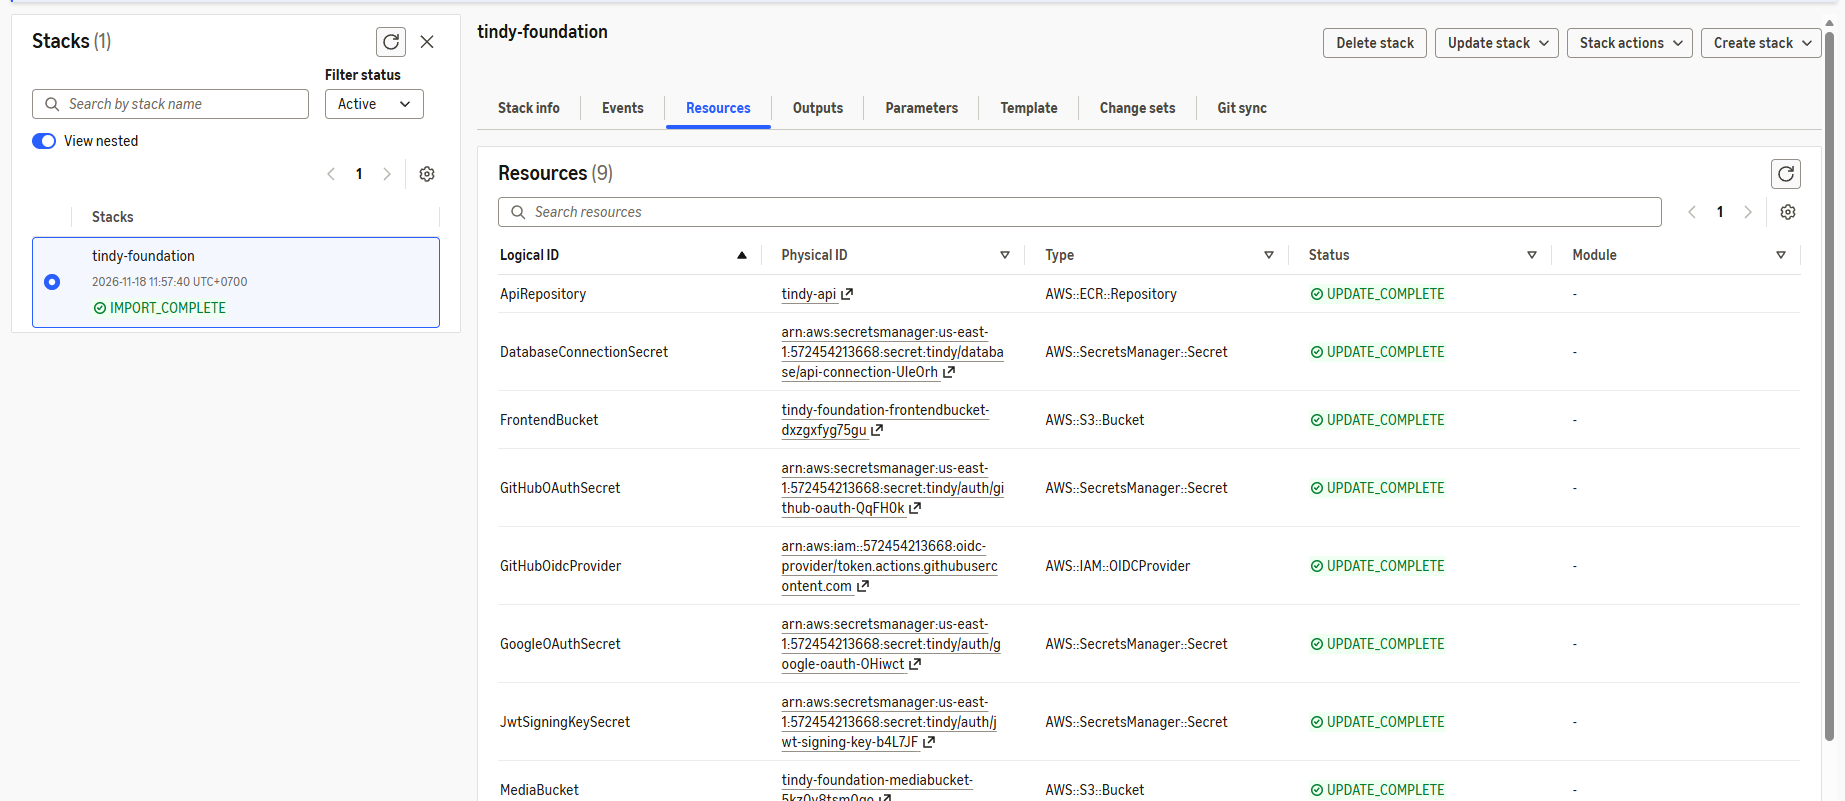 Stacks (1)
Filter status
Search by stack name
Active
View nested
1
Stacks
tindy-foundation
2026-11-18 11:57:40 UTC+0700
IMPORT_COMPLETE
tindy-foundation
Delete stack
Update stack
Stack actions
Create stack
Stack info
Events
Resources
Outputs
Parameters
Template
Change sets
Git sync
Resources (9)
Search resources
1
Logical ID
Physical ID
Type
Status
Module
ApiRepository
tindy-api
AWS::ECR::Repository
UPDATE_COMPLETE
-
arn:aws:secretsmanager:us-east-
DatabaseConnectionSecret
1:572454213668:secret:tindy/databa
AWS::SecretsManager::Secret
UPDATE_COMPLETE
-
se/api-connection-UleOrh
tindy-foundation-frontendbucket-
FrontendBucket
AWS::S3::Bucket
UPDATE_COMPLETE
-
dxzgxfyg75gu
arn:aws:secretsmanager:us-east-
GitHubOAuthSecret
1:572454213668:secret:tindy/auth/gi
AWS::SecretsManager::Secret
UPDATE_COMPLETE
-
thub-oauth-QqFH0k
arn:aws:iam::572454213668:oidc-
GitHubOidcProvider
provider/token.actions.githubuserc
AWS::IAM::OIDCProvider
UPDATE_COMPLETE
-
ontent.com
arn:aws:secretsmanager:us-east-
GoogleOAuthSecret
1:572454213668:secret:tindy/auth/g
AWS::SecretsManager::Secret
UPDATE_COMPLETE
-
oogle-oauth-OHiwct
arn:aws:secretsmanager:us-east-
JwtSigningKeySecret
1:572454213668:secret:tindy/auth/j
AWS::SecretsManager::Secret
UPDATE_COMPLETE
-
wt-signing-key-b4L7JF
tindy-foundation-mediabucket-
MediaBucket
AWS::S3::Bucket
UPDATE_COMPLETE
-